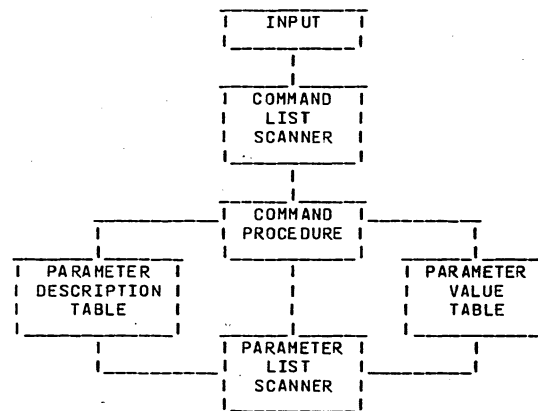 INPUT
COMMAND
LIST
SCANNER
COMMAND
PROCEDURE
PARAMETER
DESCRIPTION
TABLE
PARAMETER
VALUE
TABLE
PARAMETER
LIST
SCANNER